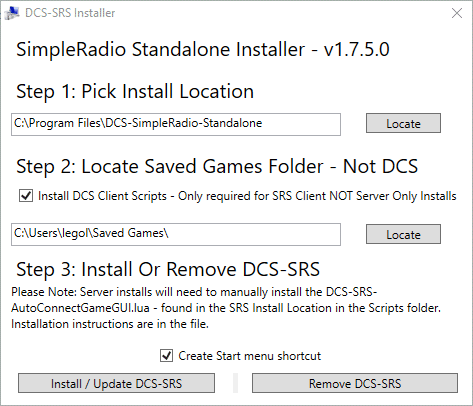 DCS-SRS Installer
SimpleRadio Standalone Installer - v1.7.5.0
Step 1: Pick Install Location
C:\Program Files\DCS-SimpleRadio-Standalone
Locate
Step 2: Locate Saved Games Folder - Not DCS
Install DCS Client Scripts - Only required for SRS Client NOT Server Only Installs
C:\Users\legol\Saved Games\
Locate
Step 3: Install Or Remove DCS-SRS
Please Note: Server installs will need to manually install the DCS-SRS-
AutoConnectGameGUI.lua - found in the SRS Install Location in the Scripts folder.
Installation instructions are in the file.
Create Start menu shortcut
Install / Update DCS-SRS
Remove DCS-SRS